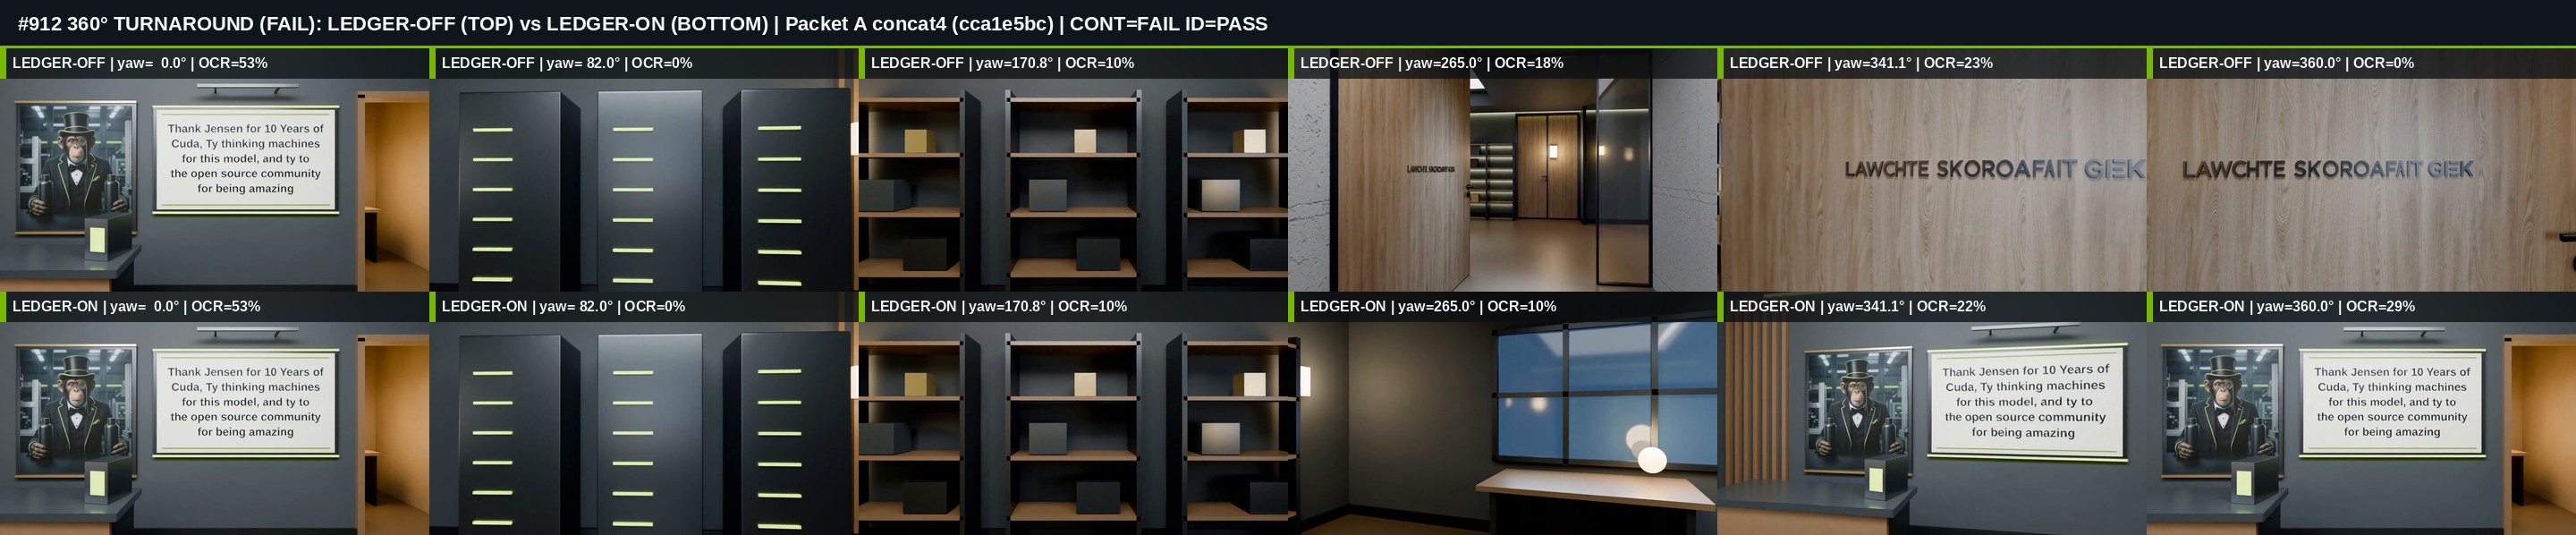 #912 360° TURNAROUND (FAIL): LEDGER-OFF (TOP) vs LEDGER-ON (BOTTOM) | Packet A concat4 (cca1e5bc) | CONT=FAIL ID=PASS
LEDGER-OFF | yaw=  0.0° | OCR=53%
LEDGER-OFF | yaw= 82.0° | OCR=0%
LEDGER-OFF | yaw=170.8° | OCR=10%
LEDGER-OFF | yaw=265.0° | OCR=18%
LEDGER-OFF | yaw=341.1° | OCR=23%
LEDGER-OFF | yaw=360.0° | OCR=0%
Thank Jensen for 10 Years of
Cuda, Ty thinking machines
for this model, and ty to
the open source community
for being amazing
LAWCHTE SKOROAFAIT GIEK
LAWCHTE SKOROAFAIT GIEK
LEDGER-ON | yaw=  0.0° | OCR=53%
LEDGER-ON | yaw= 82.0° | OCR=0%
LEDGER-ON | yaw=170.8° | OCR=10%
LEDGER-ON | yaw=265.0° | OCR=10%
LEDGER-ON | yaw=341.1° | OCR=22%
LEDGER-ON | yaw=360.0° | OCR=29%
Thank Jensen for 10 Years of
Cuda, Ty thinking machines
for this model, and ty to
the open source community
for being amazing
Thank Jensen for 10 Years of
Cuda, Ty thinking machines
for this model, and ty to
the open source community
for being amazing
Thank Jensen for 10 Years of
Cuda, Ty thinking machines
for this model, and ty to
the open source community
for being amazing